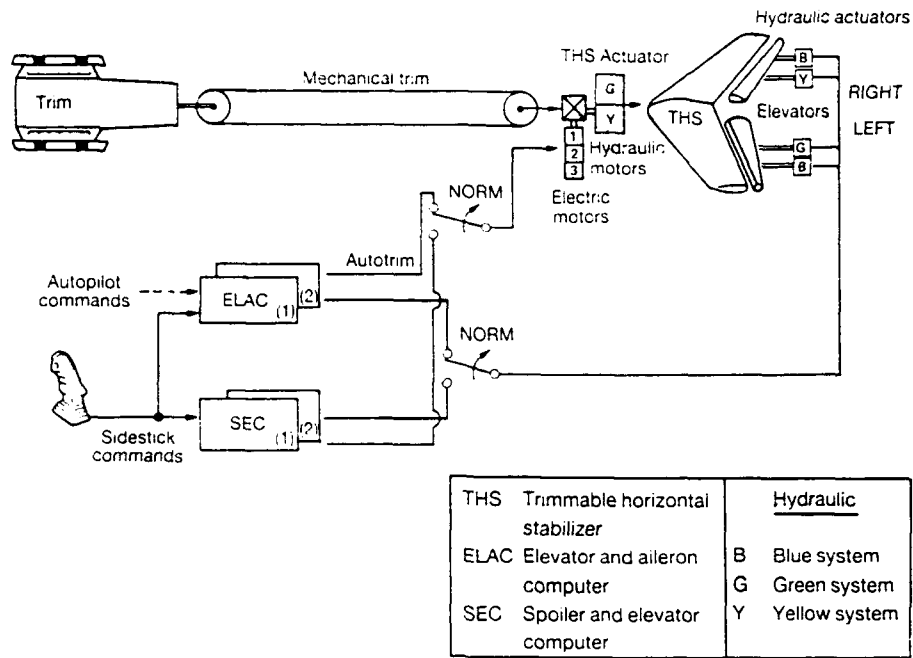 Hydraulic actuators
THS Actuator
Mechanical trim
Trim
G
Y
B
Y
THS
Elevators
RIGHT
LEFT
G
B
1
2
3
Hydraulic
motors
Electric
motors
NORM
Autotrim
Autopilot
commands
ELAC
(1)
(2)
NORM
SEC
(1)
(2)
Sidestick
commands
THS Trimmable horizontal
stabilizer
ELAC Elevator and aileron
computer
SEC Spoiler and elevator
computer
Hydraulic
B Blue system
G Green system
Y Yellow system